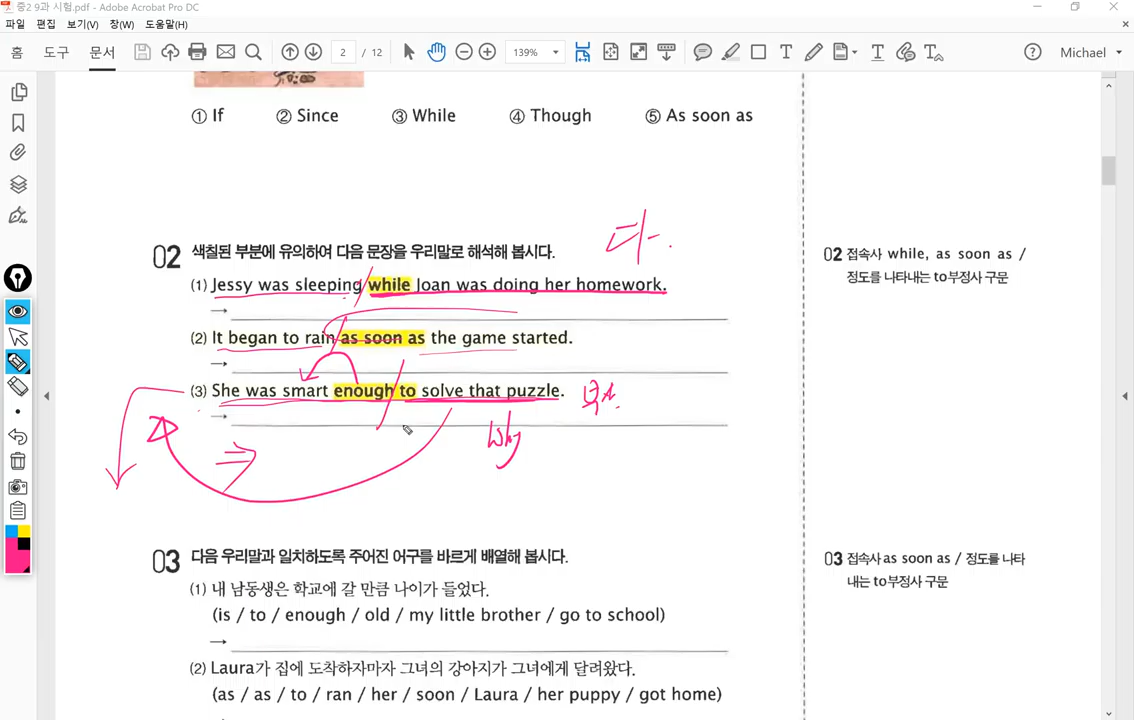 중2 9과 시험.pdf - Adobe Acrobat Pro DC
파일 편집 보기(V) 창(W) 도움말(H)
홈 도구 문서 2 / 12 139% Michael
① If ② Since ③ While ④ Though ⑤ As soon as
다.
02 색칠된 부분에 유의하여 다음 문장을 우리말로 해석해 봅시다.
(1) Jessy was sleeping while Joan was doing her homework.
→
(2) It began to rain as soon as the game started.
→
(3) She was smart enough to solve that puzzle.
→
Why
02 접속사 while, as soon as /
정도를 나타내는 to부정사 구문
03 다음 우리말과 일치하도록 주어진 어구를 바르게 배열해 봅시다.
(1) 내 남동생은 학교에 갈 만큼 나이가 들었다.
(is / to / enough / old / my little brother / go to school)
→
(2) Laura가 집에 도착하자마자 그녀의 강아지가 그녀에게 달려왔다.
(as / as / to / ran / her / soon / Laura / her puppy / got home)
03 접속사 as soon as / 정도를 나타
내는 to부정사 구문